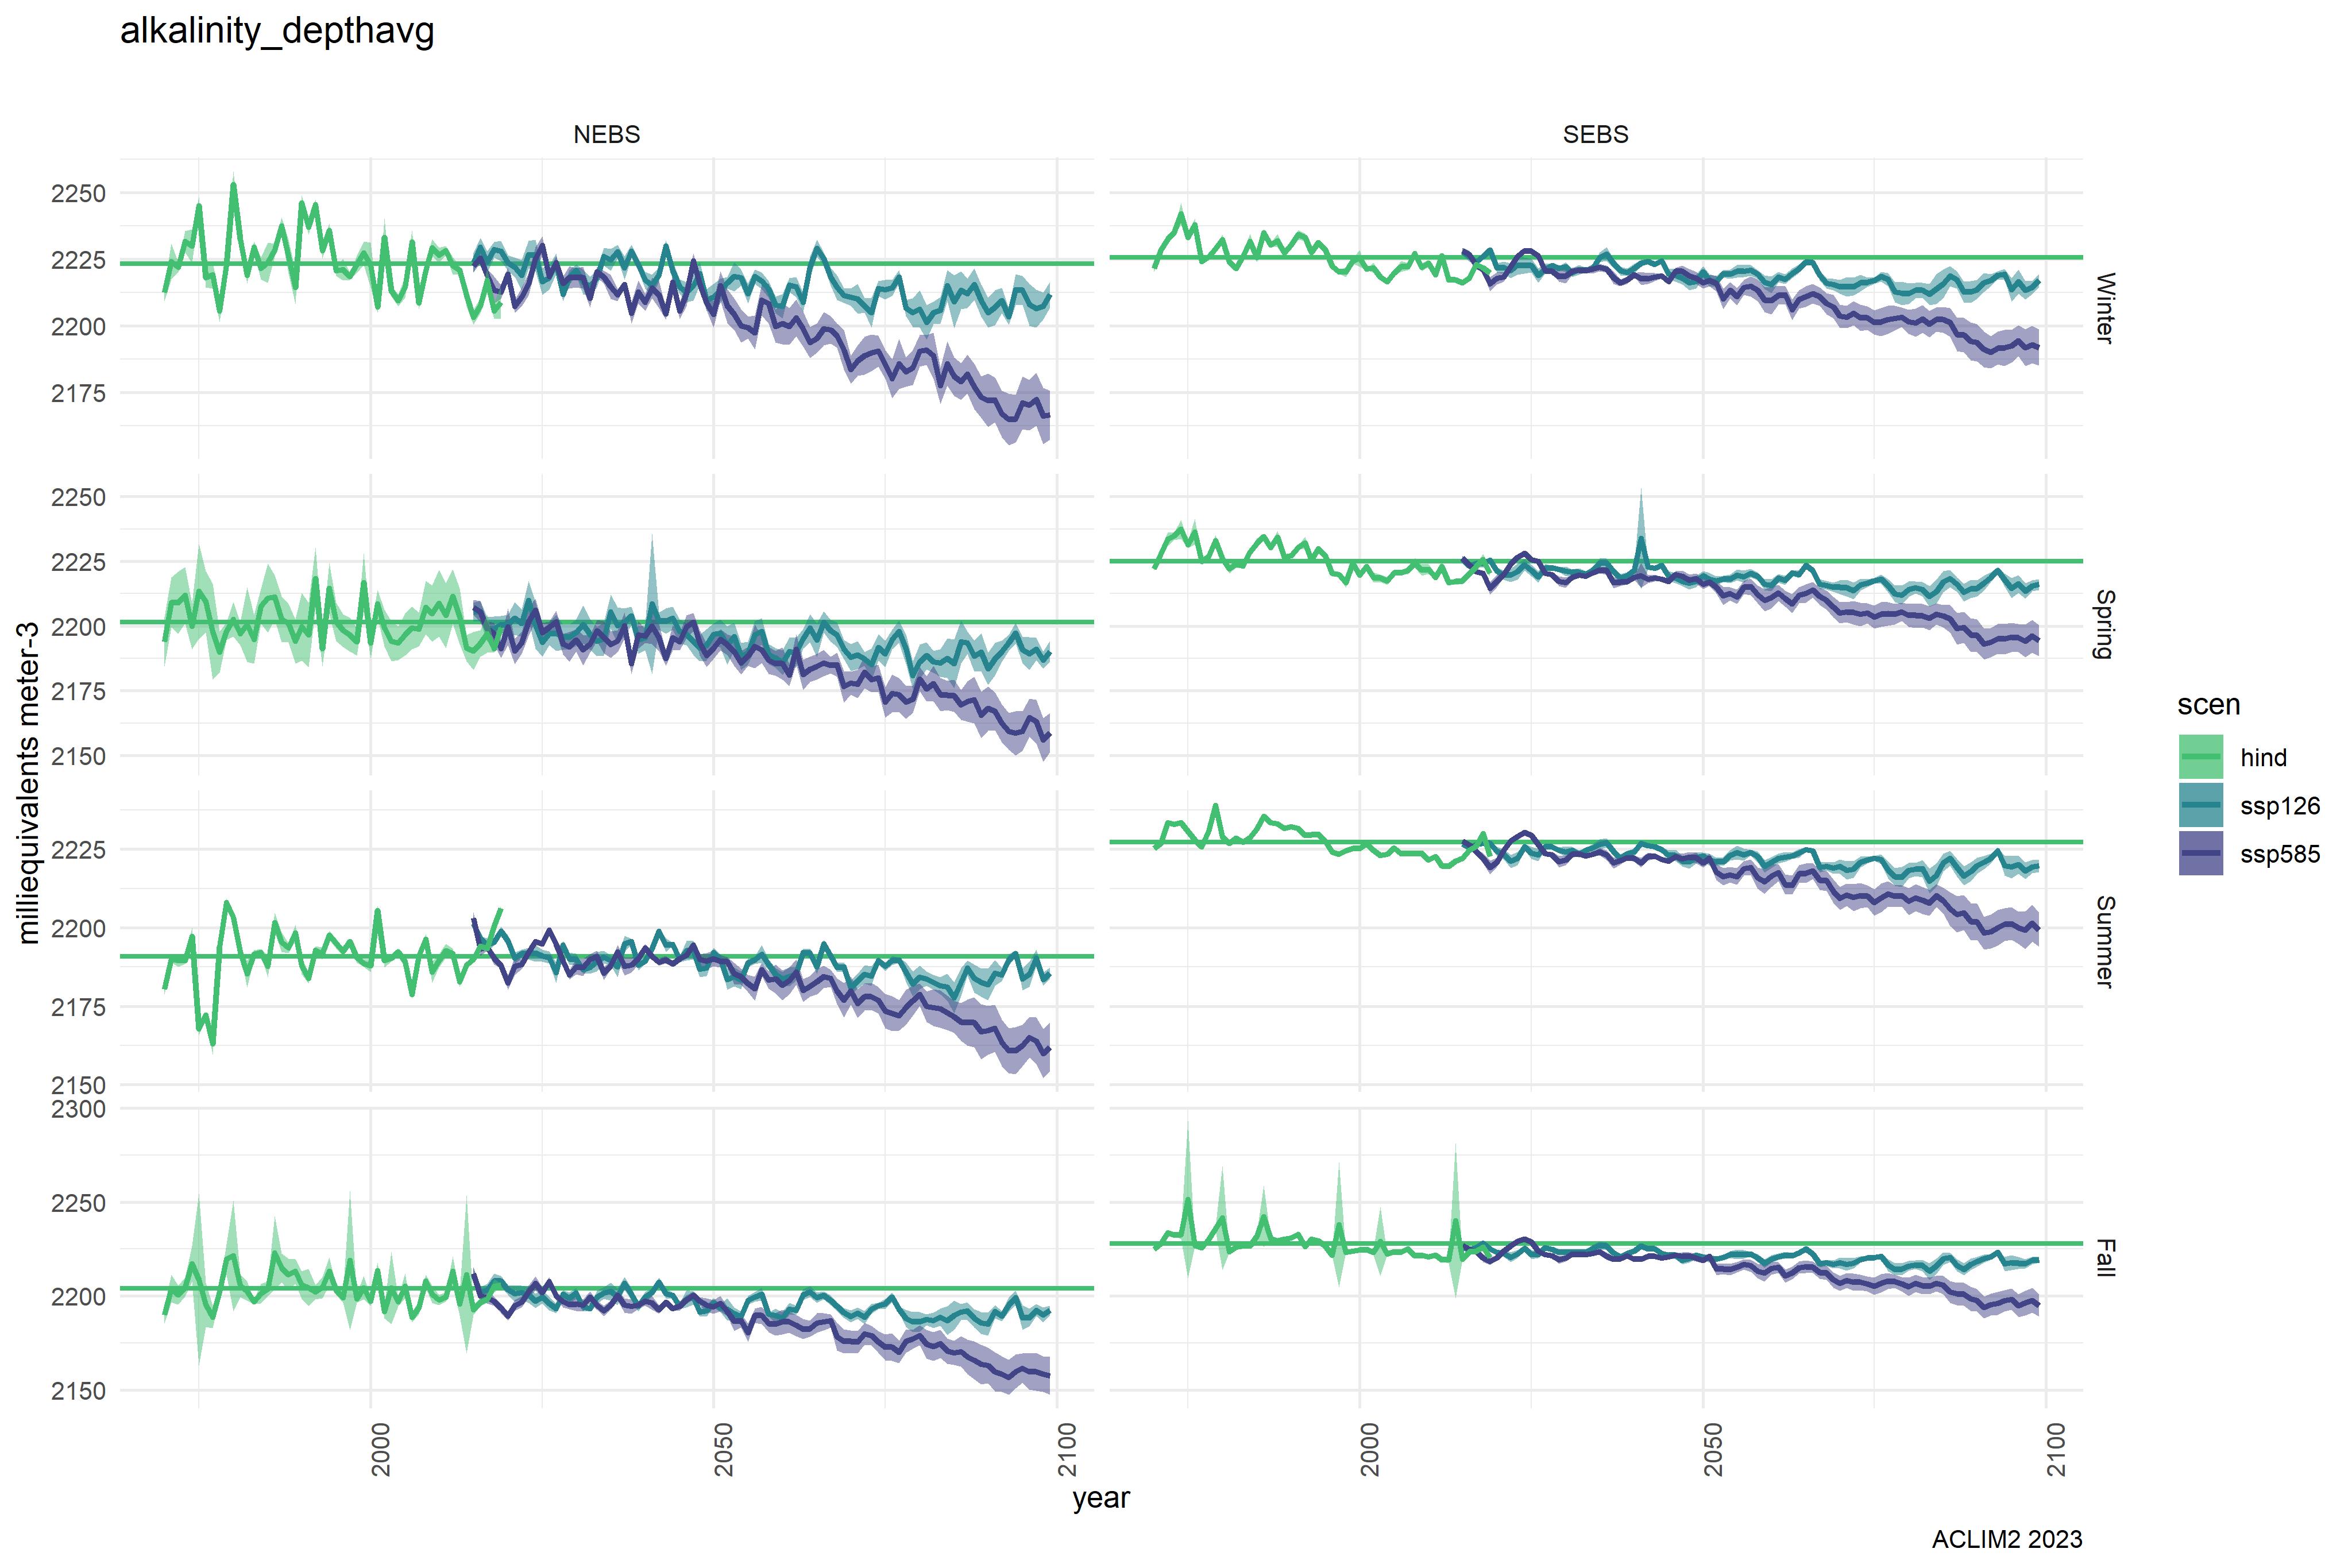 alkalinity_depthavg
NEBS
SEBS
2250
2225
2200
2175
Winter
2250
2225
2200
2175
2150
Spring
2225
2200
2175
2150
Summer
2300
2250
2200
2150
Fall
milliequivalents meter-3
2000
2050
2100
2000
2050
2100
year
scen
hind
ssp126
ssp585
ACLIM2 2023